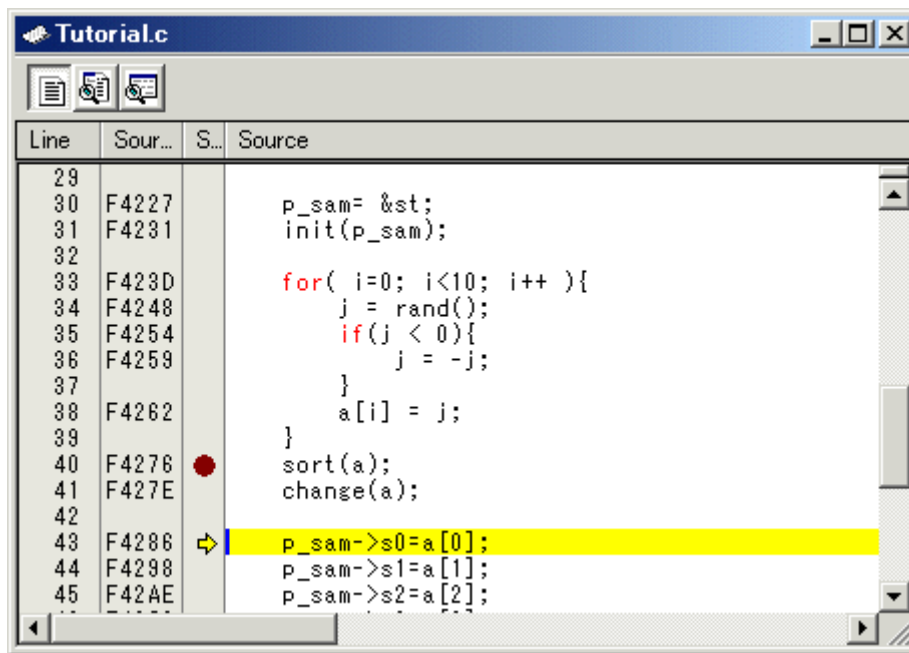 Tutorial.c
Line Sour... S... Source
29
30 F4227 p_sam= &st;
31 F4231 init(p_sam);
32
33 F423D for( i=0; i<10; i++ ){
34 F4248 j = rand();
35 F4254 if(j < 0){
36 F4259 j = -j;
37 }
38 F4262 a[i] = j;
39 }
40 F4276 sort(a);
41 F427E change(a);
42
43 F4286 p_sam->s0=a[0];
44 F4298 p_sam->s1=a[1];
45 F42AE p_sam->s2=a[2];